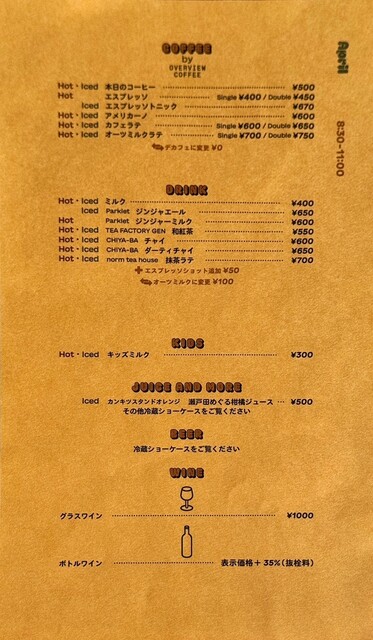 April
8:30-11:00
COFFEE
by
OVERVIEW
COFFEE
Hot・Iced 本日のコーヒー ¥500
Hot エスプレッソ Single ¥400 / Double ¥450
Iced エスプレッソトニック ¥670
Hot・Iced アメリカーノ ¥600
Hot・Iced カフェラテ Single ¥600 / Double ¥650
Hot・Iced オーツミルクラテ Single ¥700 / Double ¥750
デカフェに変更 ¥0
DRINK
Hot・Iced ミルク ¥400
Iced Parklet ジンジャエール ¥650
Hot Parklet ジンジャーミルク ¥600
Hot・Iced TEA FACTORY GEN 和紅茶 ¥550
Hot・Iced CHIYA-BA チャイ ¥600
Hot・Iced CHIYA-BA ダーティチャイ ¥650
Hot・Iced norm tea house 抹茶ラテ ¥700
+ エスプレッソショット追加 ¥50
オーツミルクに変更 ¥100
KIDS
Hot・Iced キッズミルク ¥300
JUICE AND MORE
Iced カンキツスタンドオレンジ 瀬戸田めぐる柑橘ジュース … ¥500
その他冷蔵ショーケースをご覧ください
BEER
冷蔵ショーケースをご覧ください
WINE
グラスワイン ¥1000
ボトルワイン 表示価格 + 35%(抜栓料)